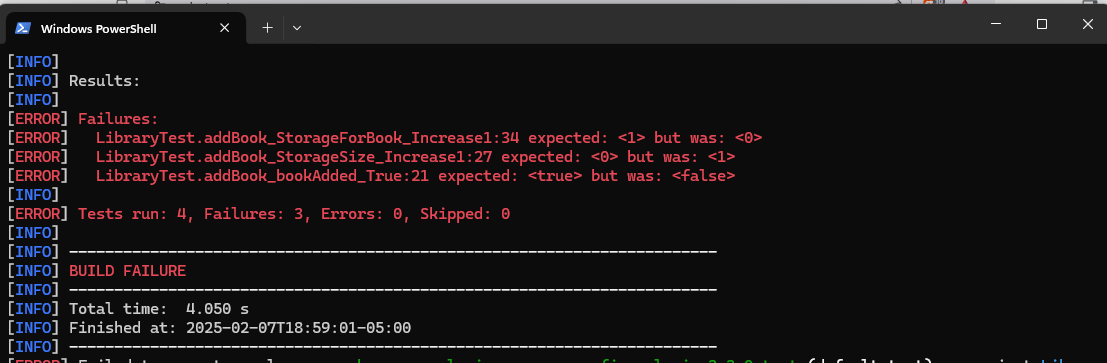 Windows PowerShell
[INFO]
[INFO] Results:
[INFO]
[ERROR] Failures:
[ERROR]   LibraryTest.addBook_StorageForBook_Increase1:34 expected: <1> but was: <0>
[ERROR]   LibraryTest.addBook_StorageSize_Increase1:27 expected: <0> but was: <1>
[ERROR]   LibraryTest.addBook_bookAdded_True:21 expected: <true> but was: <false>
[INFO]
[ERROR] Tests run: 4, Failures: 3, Errors: 0, Skipped: 0
[INFO]
[INFO] ------------------------------------------------------------------------
[INFO] BUILD FAILURE
[INFO] ------------------------------------------------------------------------
[INFO] Total time:  4.050 s
[INFO] Finished at: 2025-02-07T18:59:01-05:00
[INFO] ------------------------------------------------------------------------